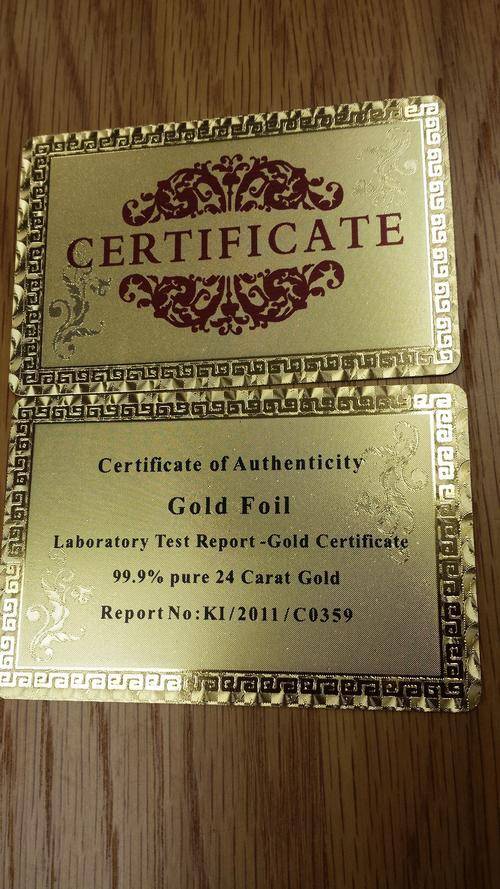 CERTIFICATE
Certificate of Authenticity
Gold Foil
Laboratory Test Report -Gold Certificate
99.9% pure 24 Carat Gold
Report No:KI/2011/C0359